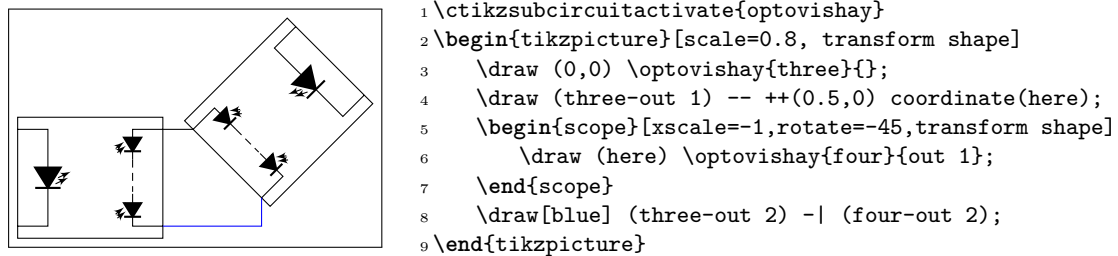 1 \ctikzsubcircuitactivate{optovishay}
2 \begin{tikzpicture}[scale=0.8, transform shape]
3 \draw (0,0) \optovishay{three}{};
4 \draw (three-out 1) -- ++(0.5,0) coordinate(here);
5 \begin{scope}[xscale=-1,rotate=-45,transform shape]
6 \draw (here) \optovishay{four}{out 1};
7 \end{scope}
8 \draw[blue] (three-out 2) -| (four-out 2);
9 \end{tikzpicture}